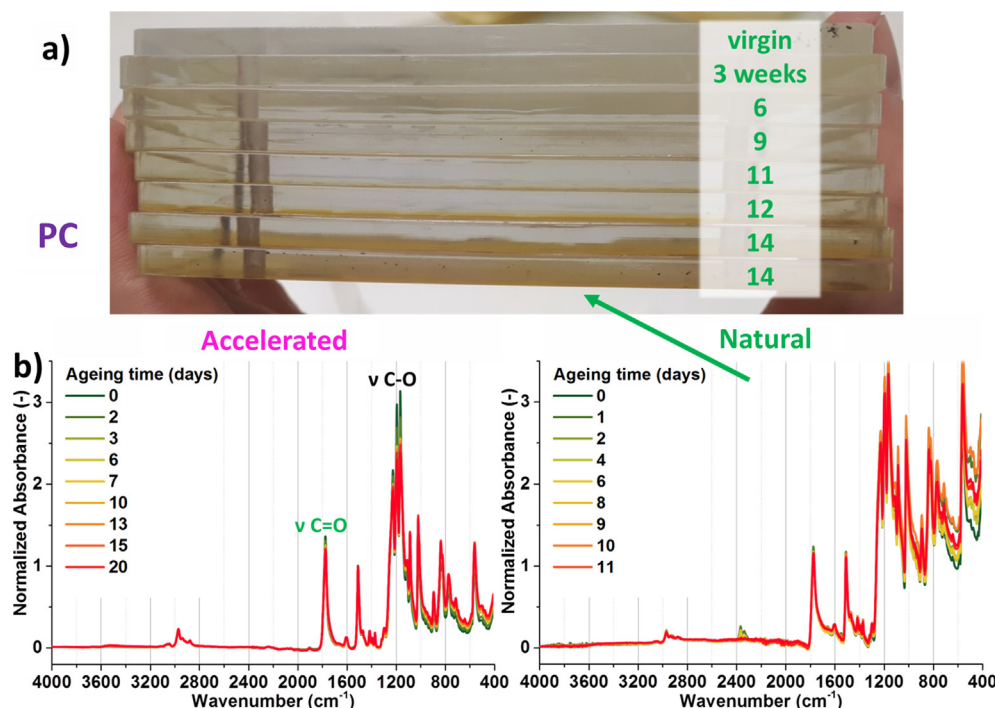 a)
virgin
3 weeks
6
9
11
12
14
14
PC
Accelerated
Natural
b)
Ageing time (days)
0
2
3
6
7
10
13
15
20
ν C-O
ν C=O
Normalized Absorbance (-)
3
2
1
0
4000 3200 2400 2000 1600 1200 800 400
Wavenumber (cm-1)
Ageing time (days)
0
1
2
4
6
8
9
10
11
Normalized Absorbance (-)
3
2
1
0
4000 3600 3200 2800 2400 2000 1600 1200 800 400
Wavenumber (cm-1)